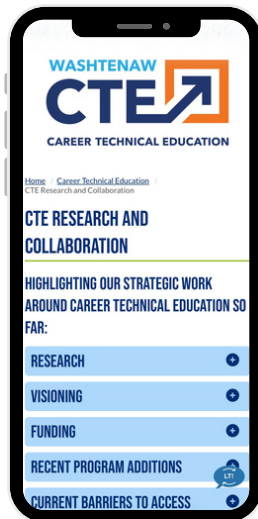 WASHTENAW
CTE
CAREER TECHNICAL EDUCATION
Home / Career Technical Education /
CTE Research and Collaboration
CTE RESEARCH AND
COLLABORATION
HIGHLIGHTING OUR STRATEGIC WORK
AROUND CAREER TECHNICAL EDUCATION SO
FAR:
RESEARCH
VISIONING
FUNDING
RECENT PROGRAM ADDITIONS
LT!
CURRENT BARRIERS TO ACCESS